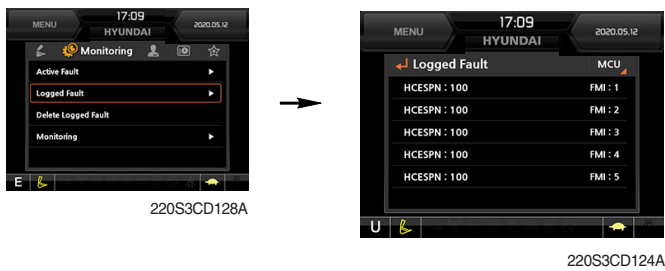 MENU
17:09
HYUNDAI
2020.05.12
Monitoring
Active Fault
Logged Fault
Delete Logged Fault
Monitoring
E
220S3CD128A
MENU
17:09
HYUNDAI
2020.05.12
Logged Fault MCU
HCESPN : 100 FMI : 1
HCESPN : 100 FMI : 2
HCESPN : 100 FMI : 3
HCESPN : 100 FMI : 4
HCESPN : 100 FMI : 5
U
220S3CD124A